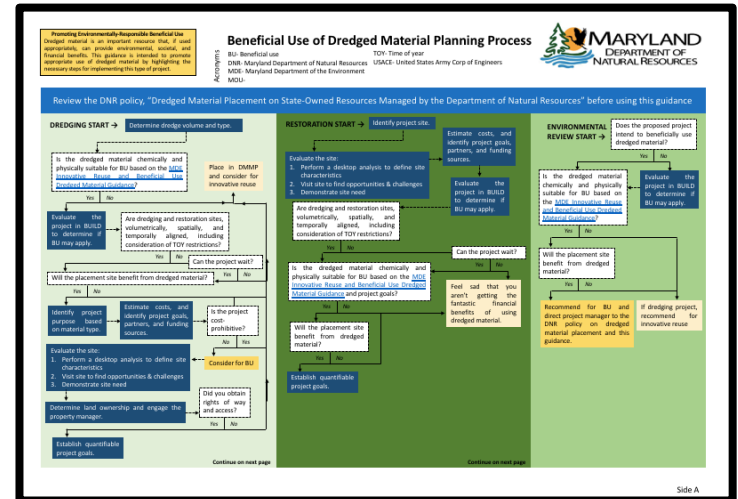 Promoting Environmentally-Responsible Beneficial Use
Dredged material is an important resource that, if used
appropriately, can provide environmental, societal, and
financial benefits. This guidance is intended to promote
appropriate use of dredged material by highlighting the
necessary steps for implementing this type of project.
Acronyms
Beneficial Use of Dredged Material Planning Process
BU- Beneficial use
DNR- Maryland Department of Natural Resources
MDE- Maryland Department of the Environment
MOU-
TOY- Time of year
USACE- United States Army Corp of Engineers
MARYLAND
DEPARTMENT OF
NATURAL RESOURCES
Review the DNR policy, "Dredged Material Placement on State-Owned Resources Managed by the Department of Natural Resources" before using this guidance
DREDGING START →
Determine dredge volume and type.
Is the dredged material chemically and
physically suitable for BU based on the MDE
Innovative Reuse and Beneficial Use
Dredged Material Guidance?
Yes No
Place in DMMP
and consider for
innovative reuse
Evaluate the
project in BUILD
to determine if
BU may apply.
Are dredging and restoration sites,
volumetrically, spatially, and
temporally aligned, including
consideration of TOY restrictions?
Yes No
Can the project wait?
Yes No
Will the placement site benefit from dredged material?
Yes No
Identify project
purpose based
on material type.
Estimate costs, and
identify project goals,
partners, and funding
sources.
Is the project
cost-
prohibitive?
No Yes
Consider for BU
Evaluate the site:
1. Perform a desktop analysis to define site
characteristics
2. Visit site to find opportunities & challenges
3. Demonstrate site need
Determine land ownership and engage the
property manager.
Did you obtain
rights of way
and access?
Yes No
Establish quantifiable
project goals.
Continue on next page
RESTORATION START →
Identify project site.
Estimate costs, and
identify project goals,
partners, and funding
sources.
Evaluate the site:
1. Perform a desktop analysis to define site
characteristics
2. Visit site to find opportunities & challenges
3. Demonstrate site need
Evaluate the
project in BUILD
to determine if
BU may apply.
Are dredging and restoration sites,
volumetrically, spatially, and
temporally aligned, including
consideration of TOY restrictions?
Yes No
Can the project wait?
Yes No
Is the dredged material chemically and
physically suitable for BU based on the MDE
Innovative Reuse and Beneficial Use Dredged
Material Guidance and project goals?
Yes No
Feel sad that you
aren't getting the
fantastic financial
benefits of using
dredged material.
Will the placement site
benefit from dredged
material?
Yes No
Establish quantifiable
project goals.
Continue on next page
ENVIRONMENTAL
REVIEW START →
Does the proposed project
intend to beneficially use
dredged material?
Yes No
Is the dredged material
chemically and physically
suitable for BU based on
the MDE Innovative Reuse
and Beneficial Use Dredged
Material Guidance?
Yes No
Evaluate the
project in BUILD
to determine if
BU may apply.
Will the placement site
benefit from dredged
material?
Yes No
Recommend for BU and
direct project manager to the
DNR policy on dredged
material placement and this
guidance.
If dredging project,
recommend for
innovative reuse
Side A